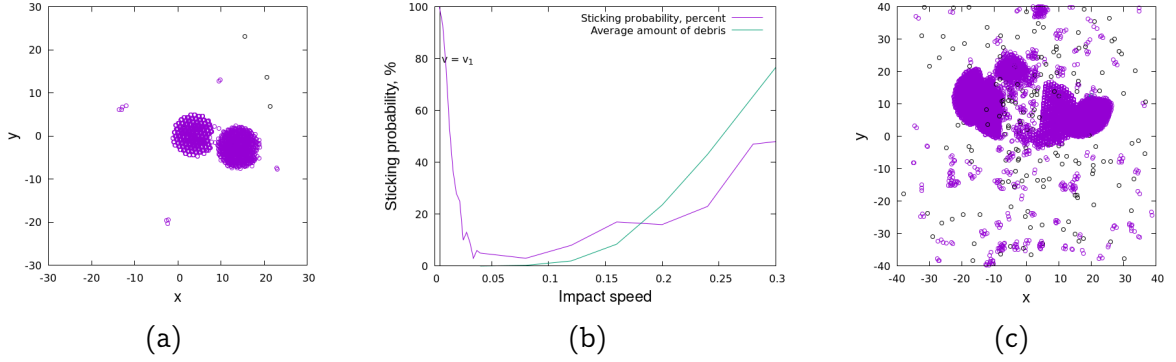 30
20
10
0
-10
-20
-30
-30 -20 -10 0 10 20 30
y
x
(a)
100
80
60
40
20
0
0 0.05 0.1 0.15 0.2 0.25 0.3
Sticking probability, %
Impact speed
Sticking probability, percent
Average amount of debris
v = v₁
(b)
40
30
20
10
0
-10
-20
-30
-40
-40 -30 -20 -10 0 10 20 30 40
y
x
(c)